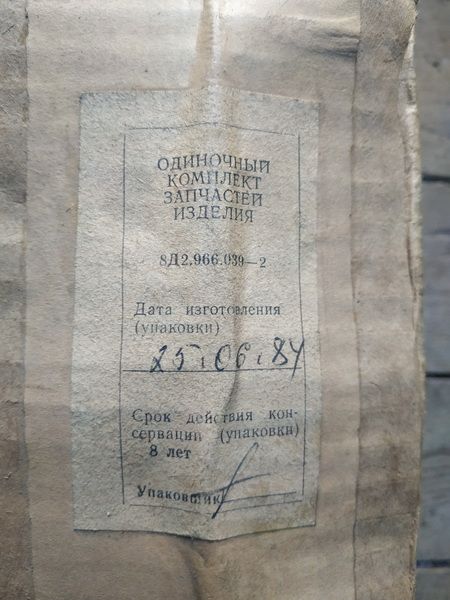 ОДИНОЧНЫЙ
КОМПЛЕКТ
ЗАПЧАСТЕЙ
ИЗДЕЛИЯ
8Д2.966.039—2
Дата изготовления
(упаковки)
25.06.84
Срок действия кон-
сервации (упаковки)
8 лет
Упаковщик